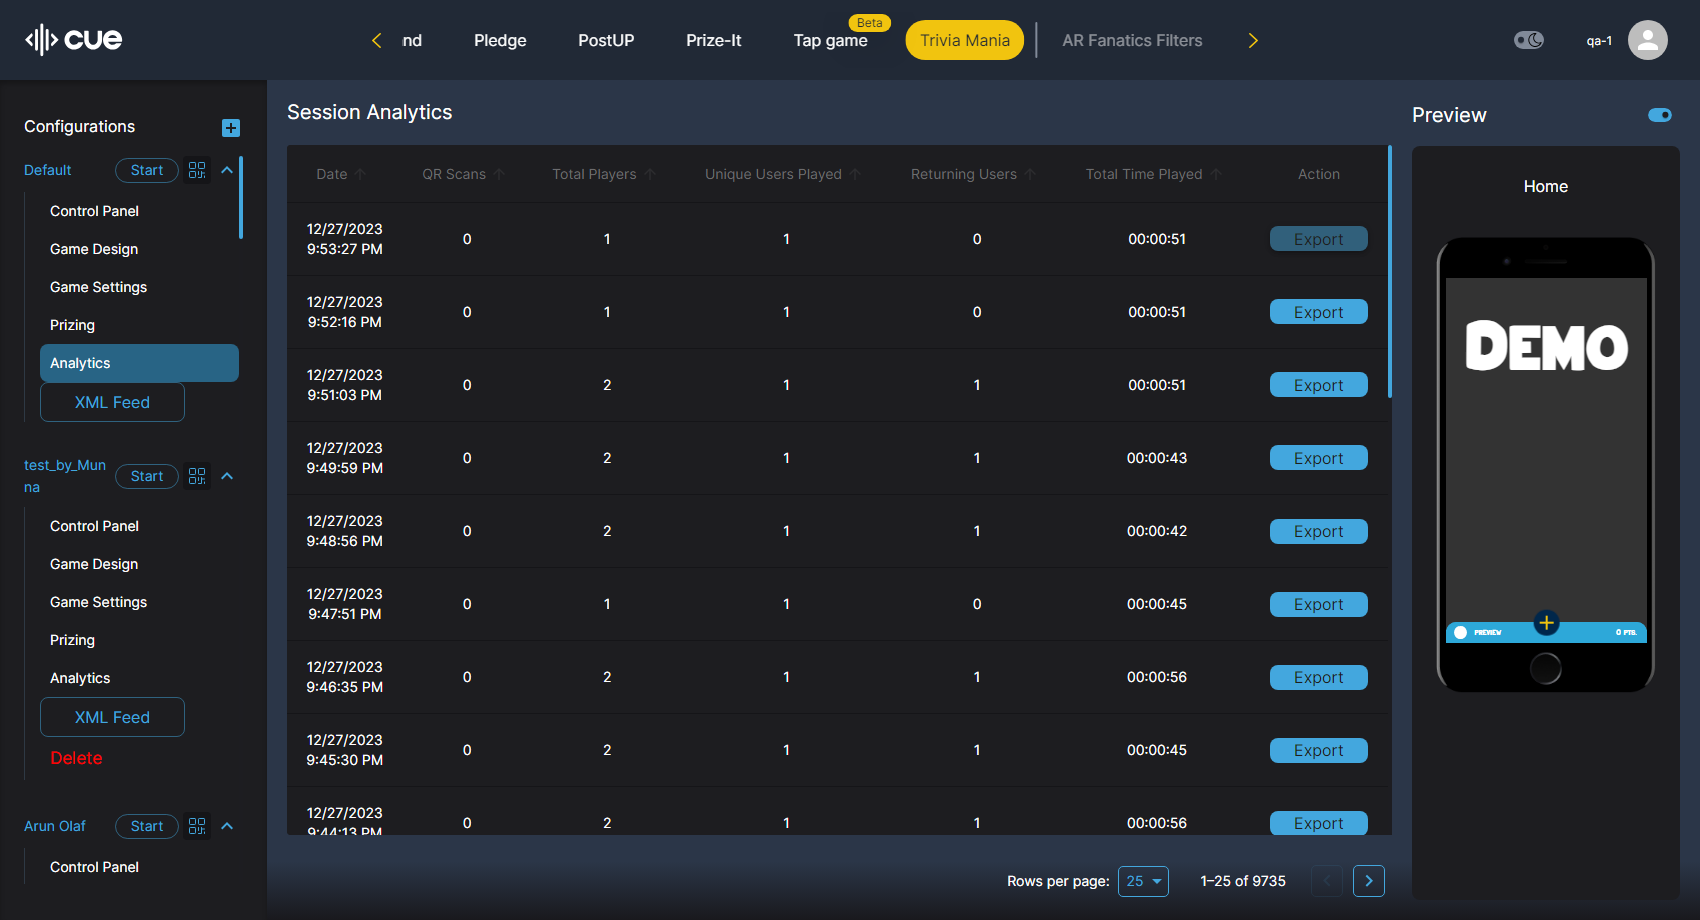 cue
nd
Pledge
PostUP
Prize-It
Tap game
Beta
Trivia Mania
AR Fanatics Filters
qa-1
Configurations
Default
Start
Control Panel
Game Design
Game Settings
Prizing
Analytics
XML Feed
test_by_Mun
na
Start
Control Panel
Game Design
Game Settings
Prizing
Analytics
XML Feed
Delete
Arun Olaf
Start
Control Panel
Session Analytics
Date QR Scans Total Players Unique Users Played Returning Users Total Time Played Action
12/27/2023
9:53:27 PM 0 1 1 0 00:00:51 Export
12/27/2023
9:52:16 PM 0 1 1 0 00:00:51 Export
12/27/2023
9:51:03 PM 0 2 1 1 00:00:51 Export
12/27/2023
9:49:59 PM 0 2 1 1 00:00:43 Export
12/27/2023
9:48:56 PM 0 2 1 1 00:00:42 Export
12/27/2023
9:47:51 PM 0 1 1 0 00:00:45 Export
12/27/2023
9:46:35 PM 0 2 1 1 00:00:56 Export
12/27/2023
9:45:30 PM 0 2 1 1 00:00:45 Export
12/27/2023
9:44:13 PM 0 2 1 1 00:00:56 Export
Rows per page: 25 1–25 of 9735
Preview
Home
DEMO
PREVIEW
0 PTS.